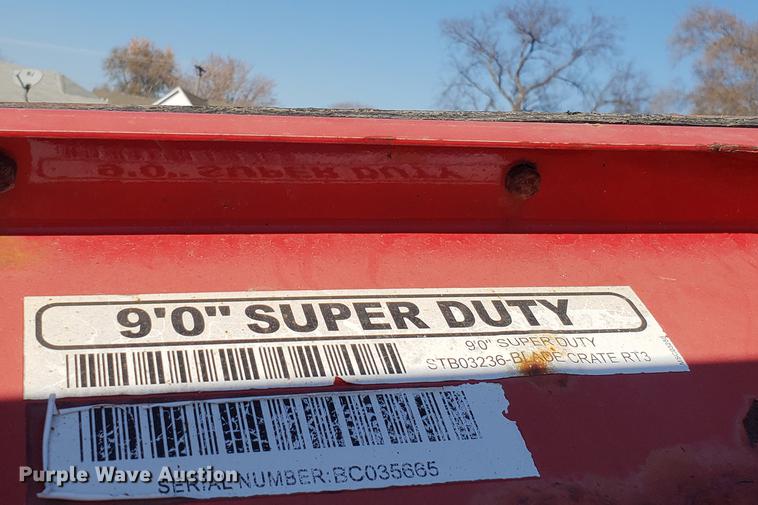 9'0" SUPER DUTY
9'0" SUPER DUTY
9'0" SUPER DUTY
STB03236-BLADE CRATE RT3
SERIAL NUMBER:BC035665
Purple Wave Auction